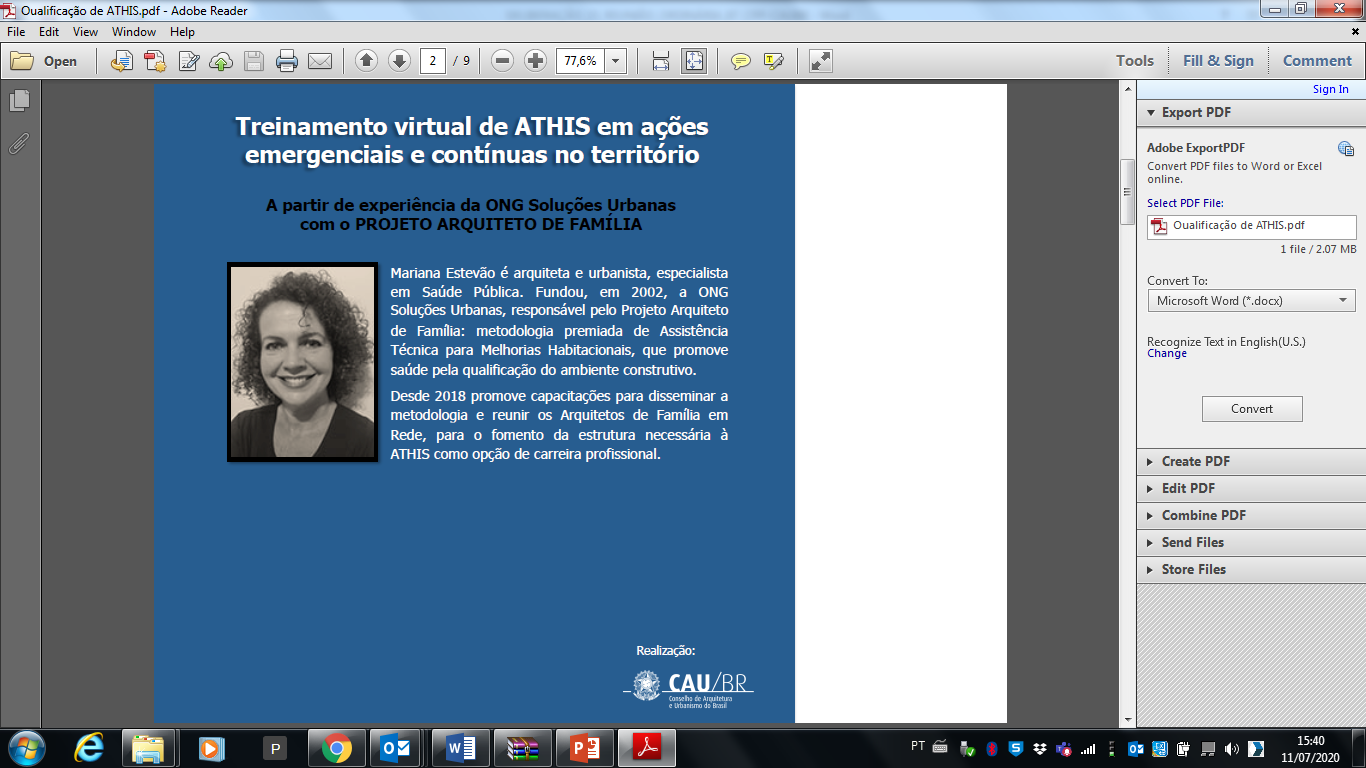 Qualificação de ATHIS.pdf - Adobe Reader
File Edit View Window Help
Open 2 / 9 77,6% Tools Fill & Sign Comment
Sign In
Export PDF
Adobe ExportPDF
Convert PDF files to Word or Excel
online.
Select PDF File:
Qualificação de ATHIS.pdf
1 file / 2.07 MB
Convert To:
Microsoft Word (*.docx)
Recognize Text in English(U.S.)
Change
Convert
Create PDF
Edit PDF
Combine PDF
Send Files
Store Files
Treinamento virtual de ATHIS em ações
emergenciais e contínuas no território
A partir de experiência da ONG Soluções Urbanas
com o PROJETO ARQUITETO DE FAMÍLIA
Mariana Estevão é arquiteta e urbanista, especialista
em Saúde Pública. Fundou, em 2002, a ONG
Soluções Urbanas, responsável pelo Projeto Arquiteto
de Família: metodologia premiada de Assistência
Técnica para Melhorias Habitacionais, que promove
saúde pela qualificação do ambiente construtivo.
Desde 2018 promove capacitações para disseminar a
metodologia e reunir os Arquitetos de Família em
Rede, para o fomento da estrutura necessária à
ATHIS como opção de carreira profissional.
Realização:
CAU/BR
Conselho de Arquitetura
e Urbanismo do Brasil
P
PT
15:40
11/07/2020